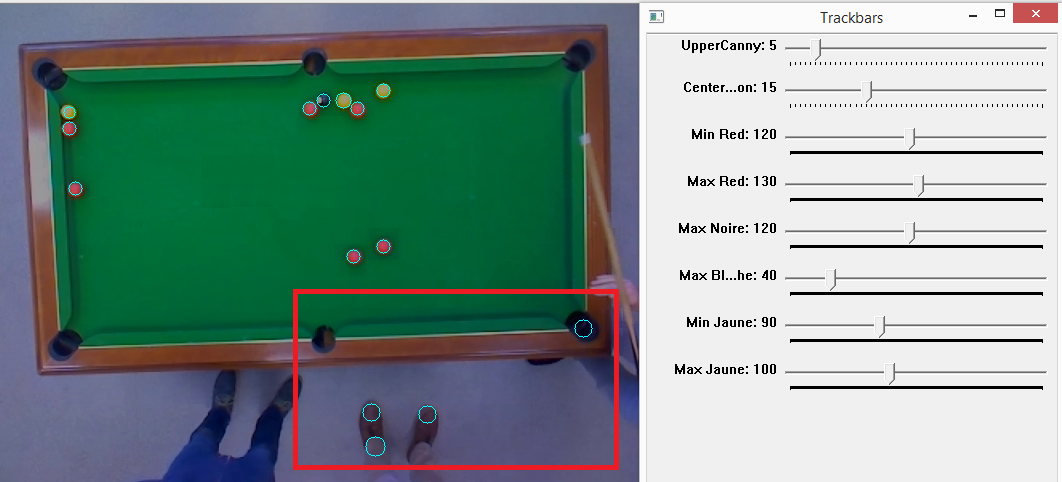 Trackbars
UpperCanny: 5
Center...on: 15
Min Red: 120
Max Red: 130
Max Noire: 120
Max Bl...he: 40
Min Jaune: 90
Max Jaune: 100